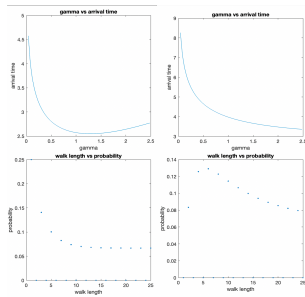 gamma vs arrival time
5
4.5
4
3.5
3
2.5
0 0.5 1 1.5 2 2.5
arrival time
gamma
gamma vs arrival time
9
8
7
6
5
4
3
0 0.5 1 1.5 2 2.5
arrival time
gamma
walk length vs probability
0.25
0.2
0.15
0.1
0.05
0
0 5 10 15 20 25
probability
walk length
walk length vs probability
0.14
0.12
0.1
0.08
0.06
0.04
0.02
0
0 5 10 15 20 25
probability
walk length